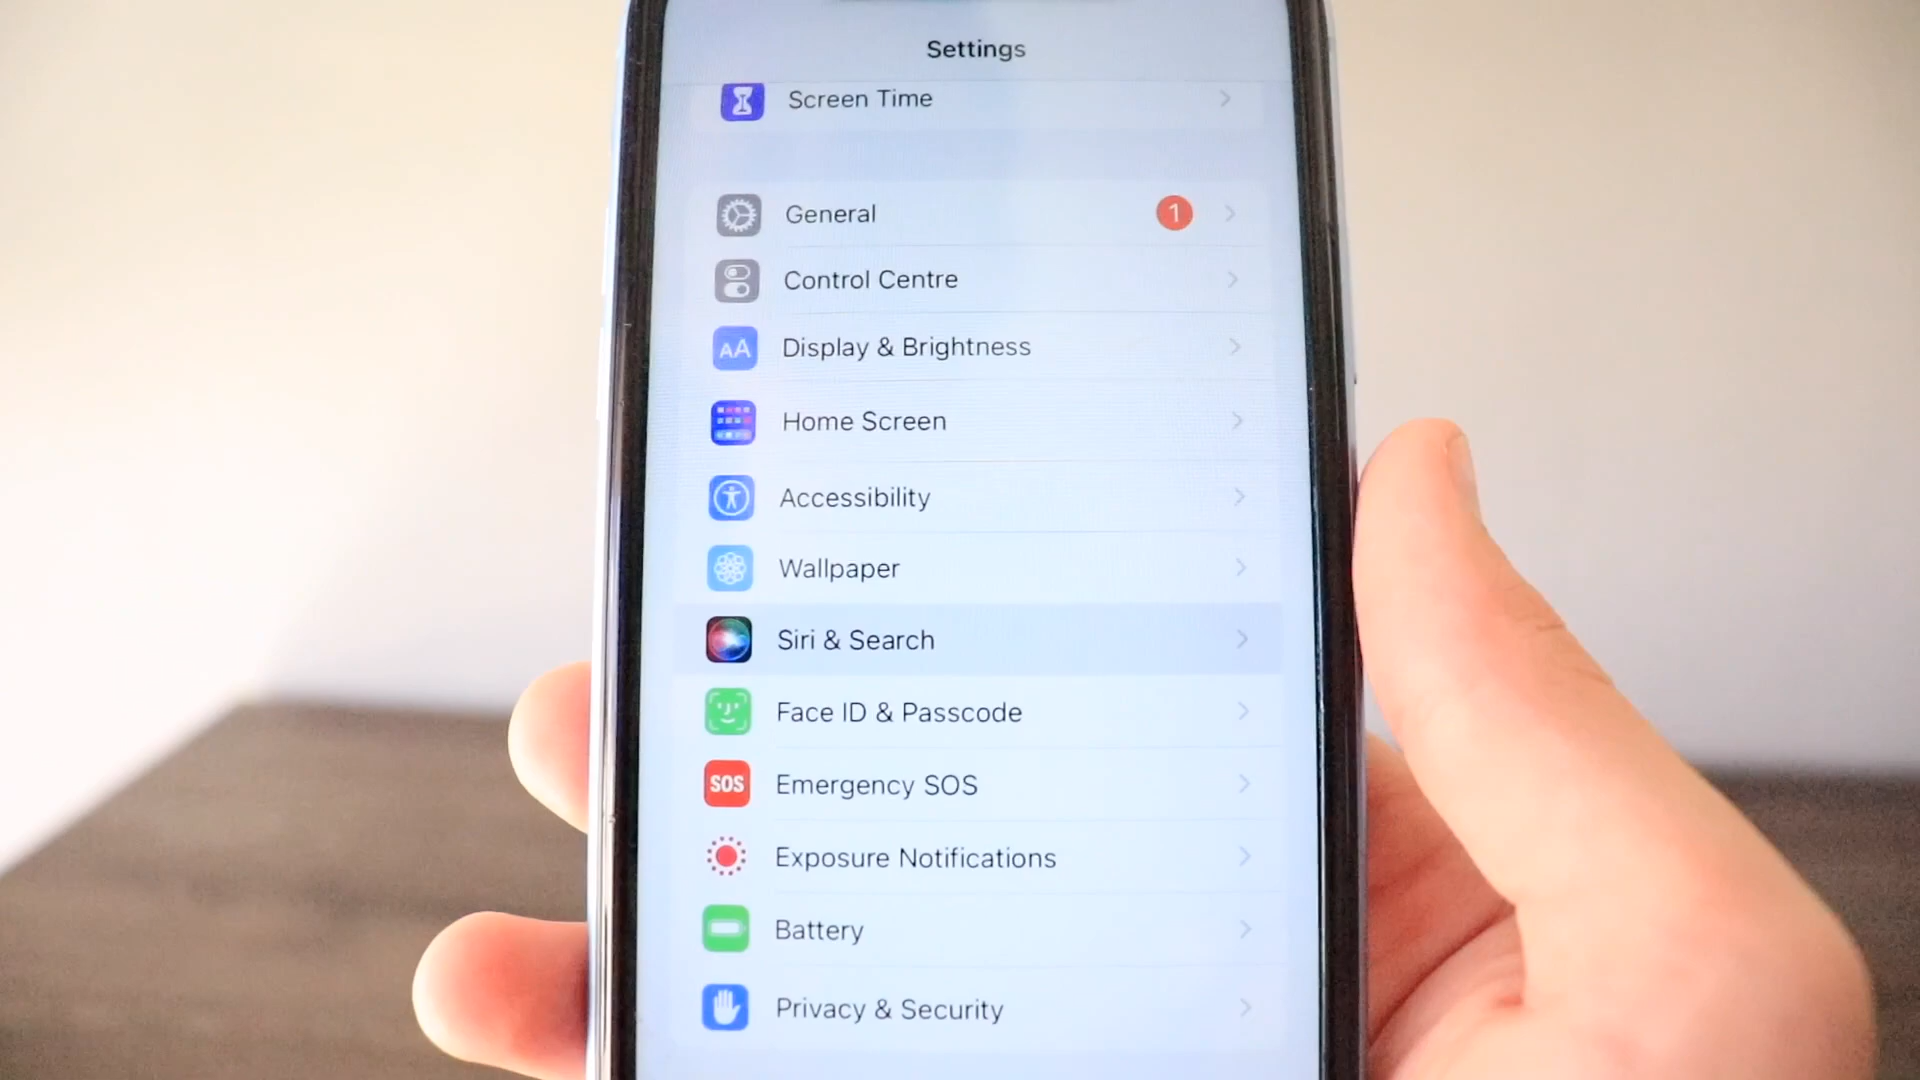 Settings
Screen Time
General 1
Control Centre
AA Display & Brightness
Home Screen
Accessibility
Wallpaper
Siri & Search
Face ID & Passcode
SOS Emergency SOS
Exposure Notifications
Battery
Privacy & Security